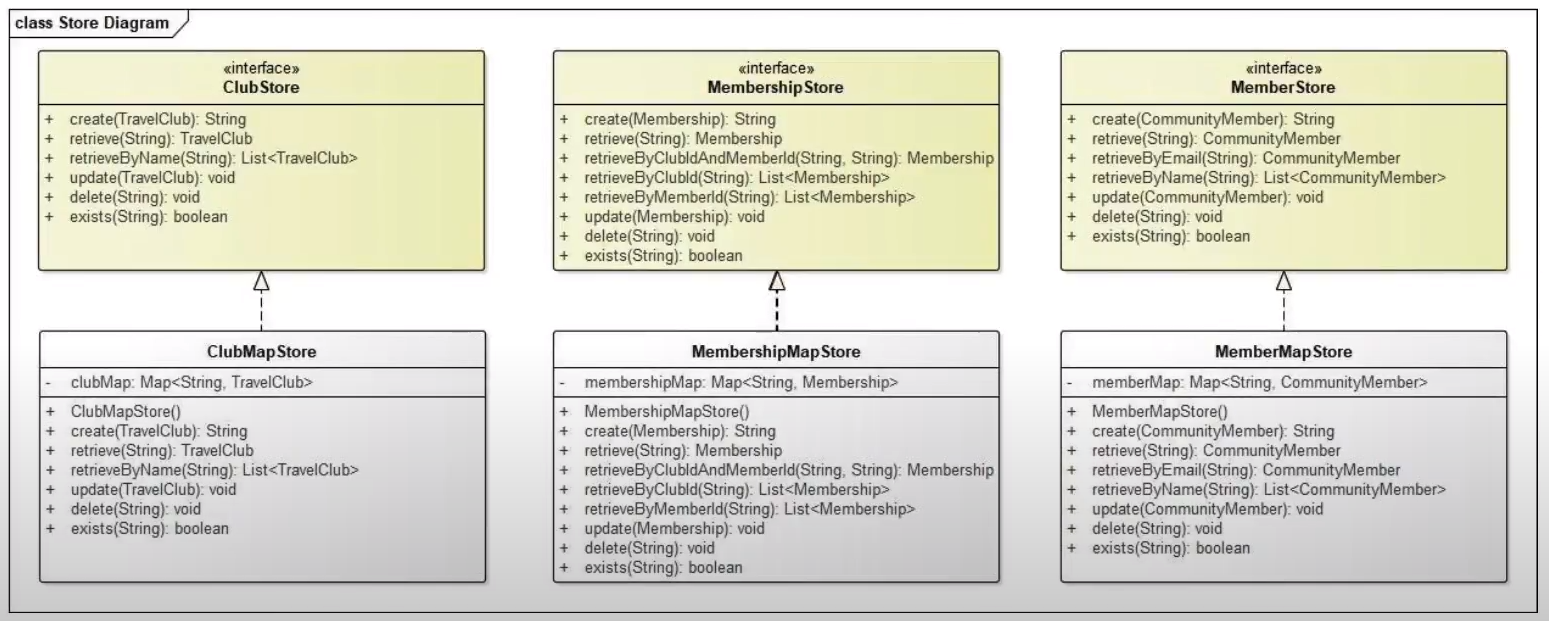 class Store Diagram
«interface»
ClubStore
+ create(TravelClub): String
+ retrieve(String): TravelClub
+ retrieveByName(String): List<TravelClub>
+ update(TravelClub): void
+ delete(String): void
+ exists(String): boolean
«interface»
MembershipStore
+ create(Membership): String
+ retrieve(String): Membership
+ retrieveByClubIdAndMemberId(String, String): Membership
+ retrieveByClubId(String): List<Membership>
+ retrieveByMemberId(String): List<Membership>
+ update(Membership): void
+ delete(String): void
+ exists(String): boolean
«interface»
MemberStore
+ create(CommunityMember): String
+ retrieve(String): CommunityMember
+ retrieveByEmail(String): CommunityMember
+ retrieveByName(String): List<CommunityMember>
+ update(CommunityMember): void
+ delete(String): void
+ exists(String): boolean
ClubMapStore
- clubMap: Map<String, TravelClub>
+ ClubMapStore()
+ create(TravelClub): String
+ retrieve(String): TravelClub
+ retrieveByName(String): List<TravelClub>
+ update(TravelClub): void
+ delete(String): void
+ exists(String): boolean
MembershipMapStore
- membershipMap: Map<String, Membership>
+ MembershipMapStore()
+ create(Membership): String
+ retrieve(String): Membership
+ retrieveByClubIdAndMemberId(String, String): Membership
+ retrieveByClubId(String): List<Membership>
+ retrieveByMemberId(String): List<Membership>
+ update(Membership): void
+ delete(String): void
+ exists(String): boolean
MemberMapStore
- memberMap: Map<String, CommunityMember>
+ MemberMapStore()
+ create(CommunityMember): String
+ retrieve(String): CommunityMember
+ retrieveByEmail(String): CommunityMember
+ retrieveByName(String): List<CommunityMember>
+ update(CommunityMember): void
+ delete(String): void
+ exists(String): boolean